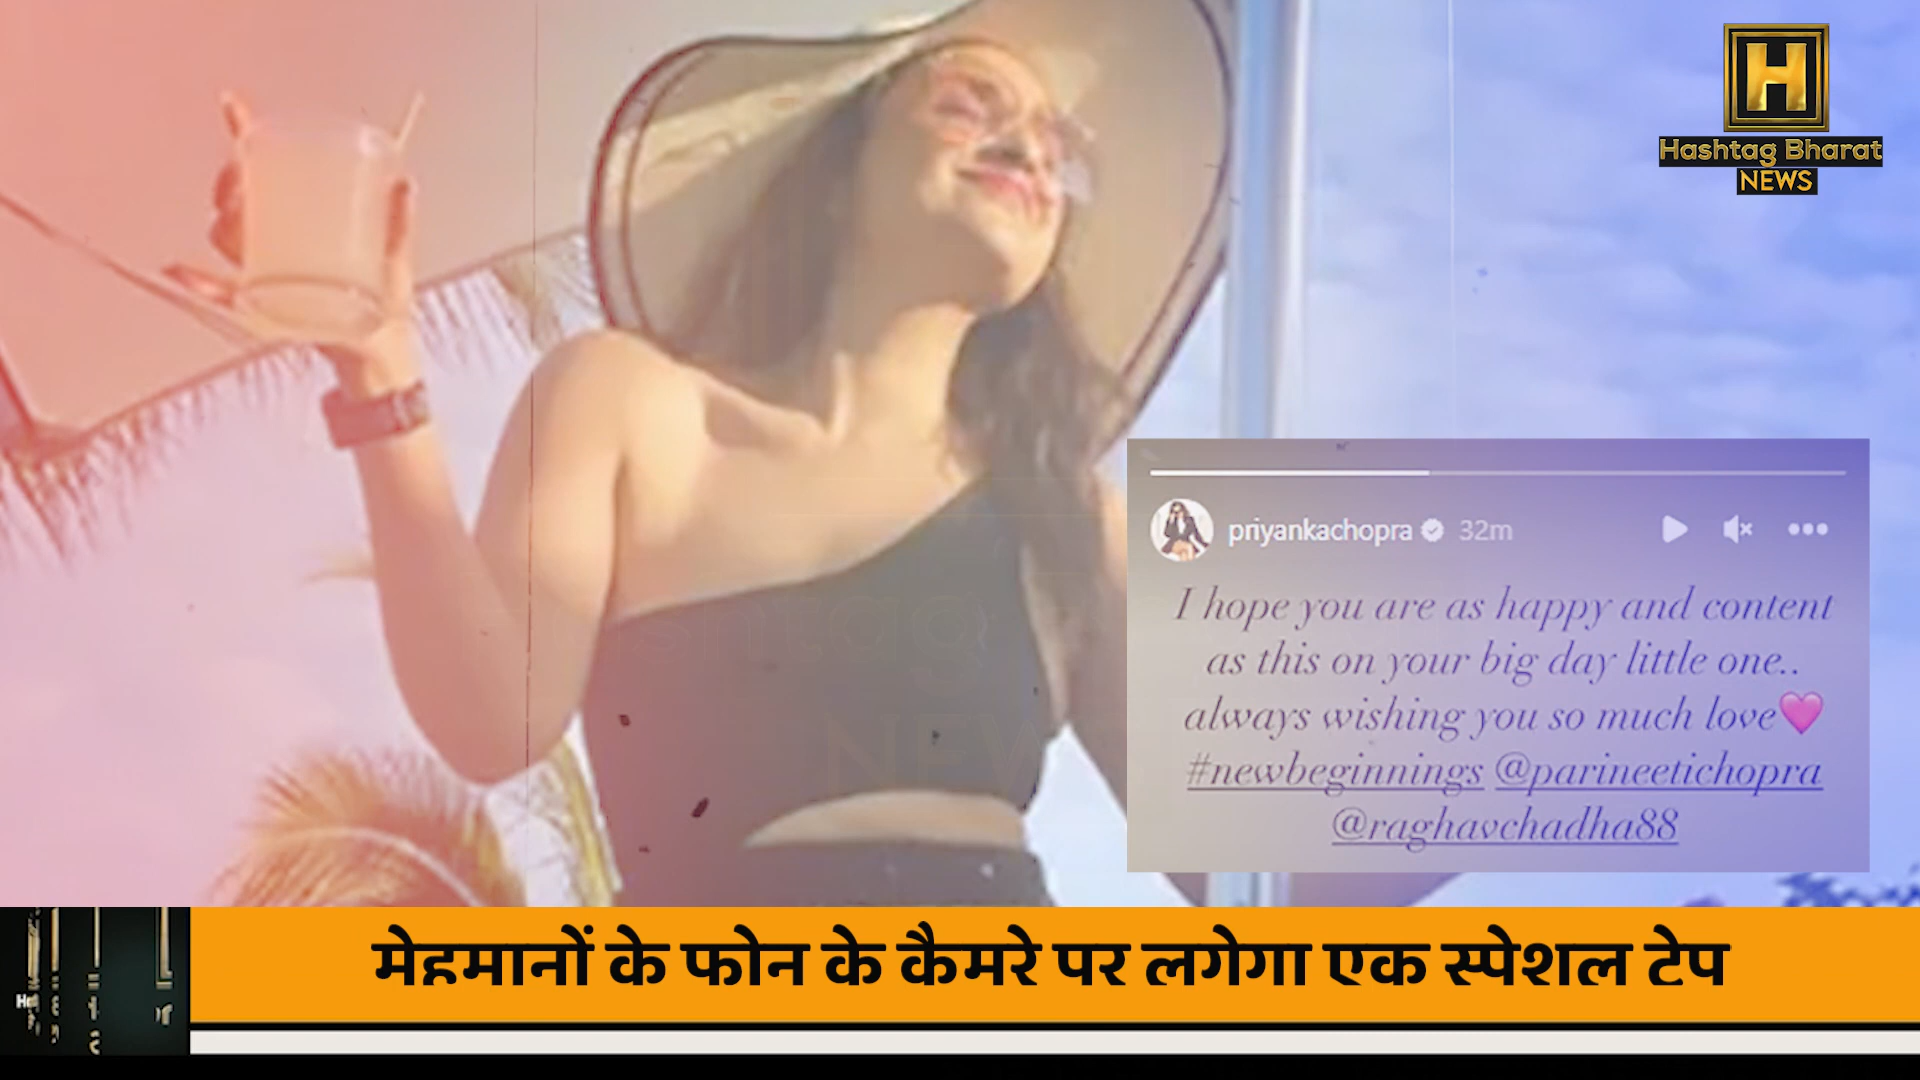 H
Hashtag Bharat
NEWS
priyankachopra 32m
I hope you are as happy and content
as this on your big day little one..
always wishing you so much love
#newbeginnings @parineetichopra
@raghavchadha88
मेहमानों के फोन के कैमरे पर लगेगा एक स्पेशल टेप